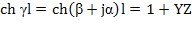 ch γl = ch(β + jα)l = 1 + YZ